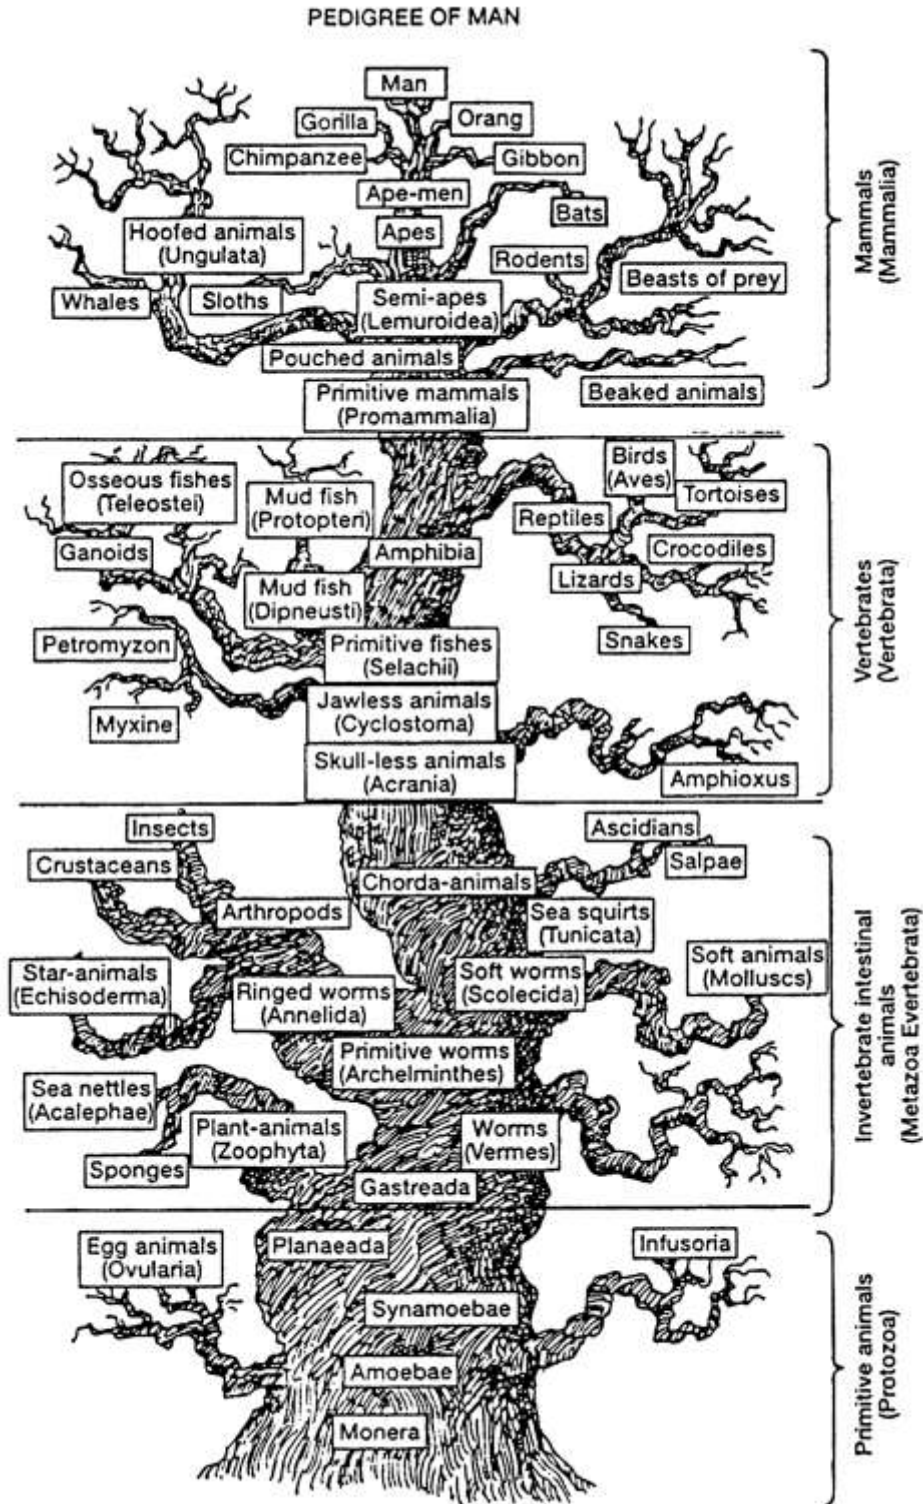 PEDIGREE OF MAN
Man
Gorilla
Orang
Chimpanzee
Gibbon
Ape-men
Bats
Hoofed animals
(Ungulata)
Apes
Rodents
Beasts of prey
Whales
Sloths
Semi-apes
(Lemuroidea)
Pouched animals
Beaked animals
Primitive mammals
(Promammalia)
Mammals
(Mammalia)
Osseous fishes
(Teleostei)
Mud fish
(Protopteri)
Birds
(Aves)
Tortoises
Reptiles
Ganoids
Amphibia
Crocodiles
Mud fish
(Dipneusti)
Lizards
Petromyzon
Primitive fishes
(Selachii)
Snakes
Myxine
Jawless animals
(Cyclostoma)
Skull-less animals
(Acrania)
Amphioxus
Vertebrates
(Vertebrata)
Insects
Ascidians
Crustaceans
Salpae
Chorda-animals
Arthropods
Sea squirts
(Tunicata)
Star-animals
(Echisoderma)
Ringed worms
(Annelida)
Soft worms
(Scolecida)
Soft animals
(Molluscs)
Primitive worms
(Archelminthes)
Sea nettles
(Acalephae)
Plant-animals
(Zoophyta)
Worms
(Vermes)
Sponges
Gastreada
Invertebrate intestinal
animals
(Metazoa Evertebrata)
Egg animals
(Ovularia)
Planaeada
Infusoria
Synamoebae
Amoebae
Monera
Primitive animals
(Protozoa)